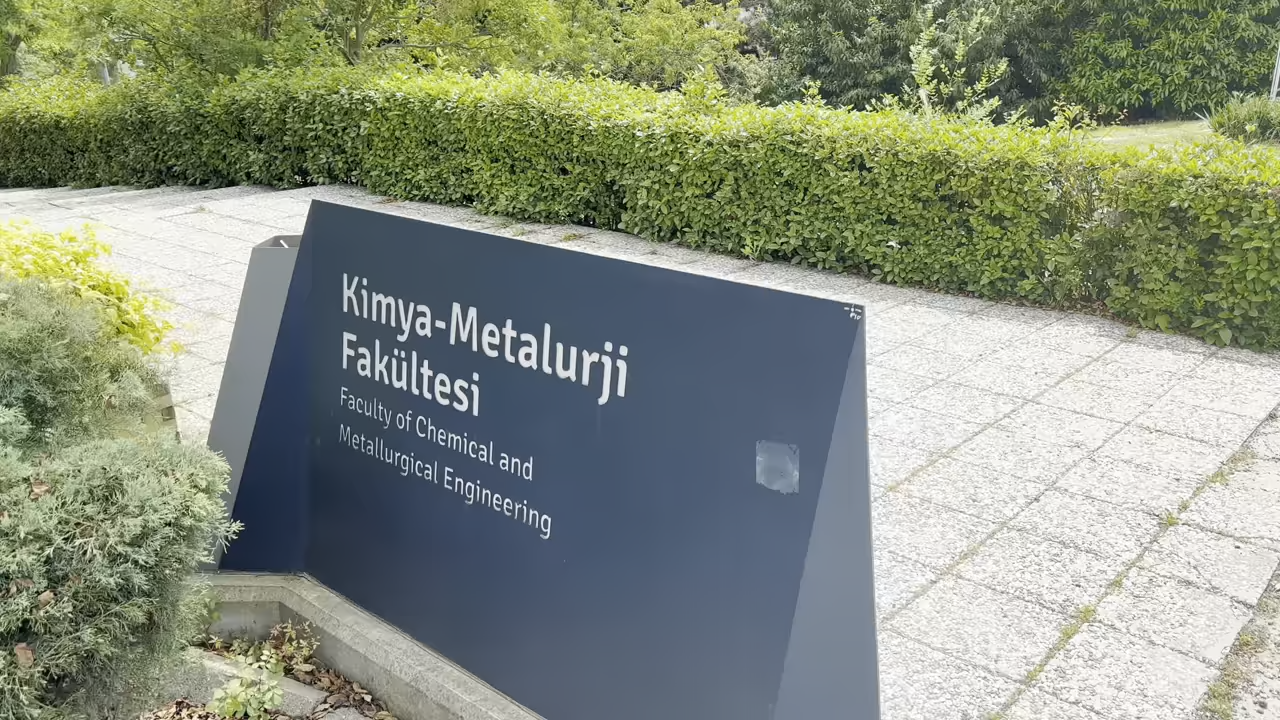 Kimya-Metalurji
Fakültesi
Faculty of Chemical and
Metallurgical Engineering